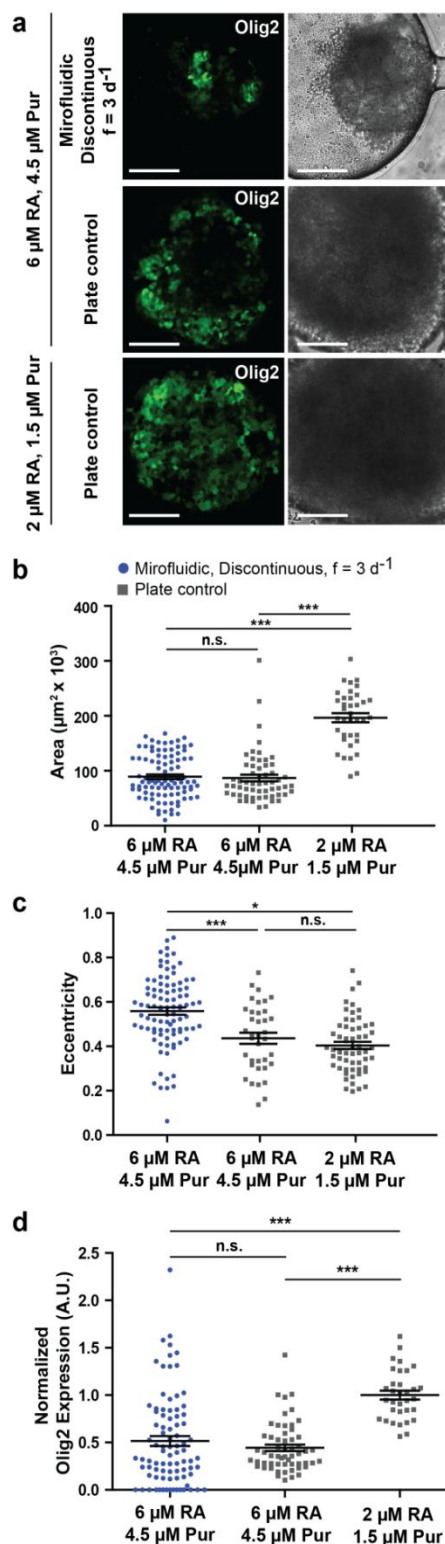 a
6 µM RA, 4.5 µM Pur
Mirofluidic
Discontinuous
f = 3 d-1
Olig2
Plate control
Olig2
2 µM RA, 1.5 µM Pur
Plate control
Olig2
b
Mirofluidic, Discontinuous, f = 3 d-1
Plate control
***
***
n.s.
Area (µm² x 10³)
400
300
200
100
0
6 µM RA 6 µM RA 2 µM RA
4.5 µM Pur 4.5µM Pur 1.5 µM Pur
c
*
*** n.s.
Eccentricity
1.0
0.8
0.6
0.4
0.2
0.0
6 µM RA 6 µM RA 2 µM RA
4.5 µM Pur 4.5 µM Pur 1.5 µM Pur
d
***
n.s.
***
Normalized
Olig2 Expression (A.U.)
2.5
2.0
1.5
1.0
0.5
0.0
6 µM RA 6 µM RA 2 µM RA
4.5 µM Pur 4.5 µM Pur 1.5 µM Pur